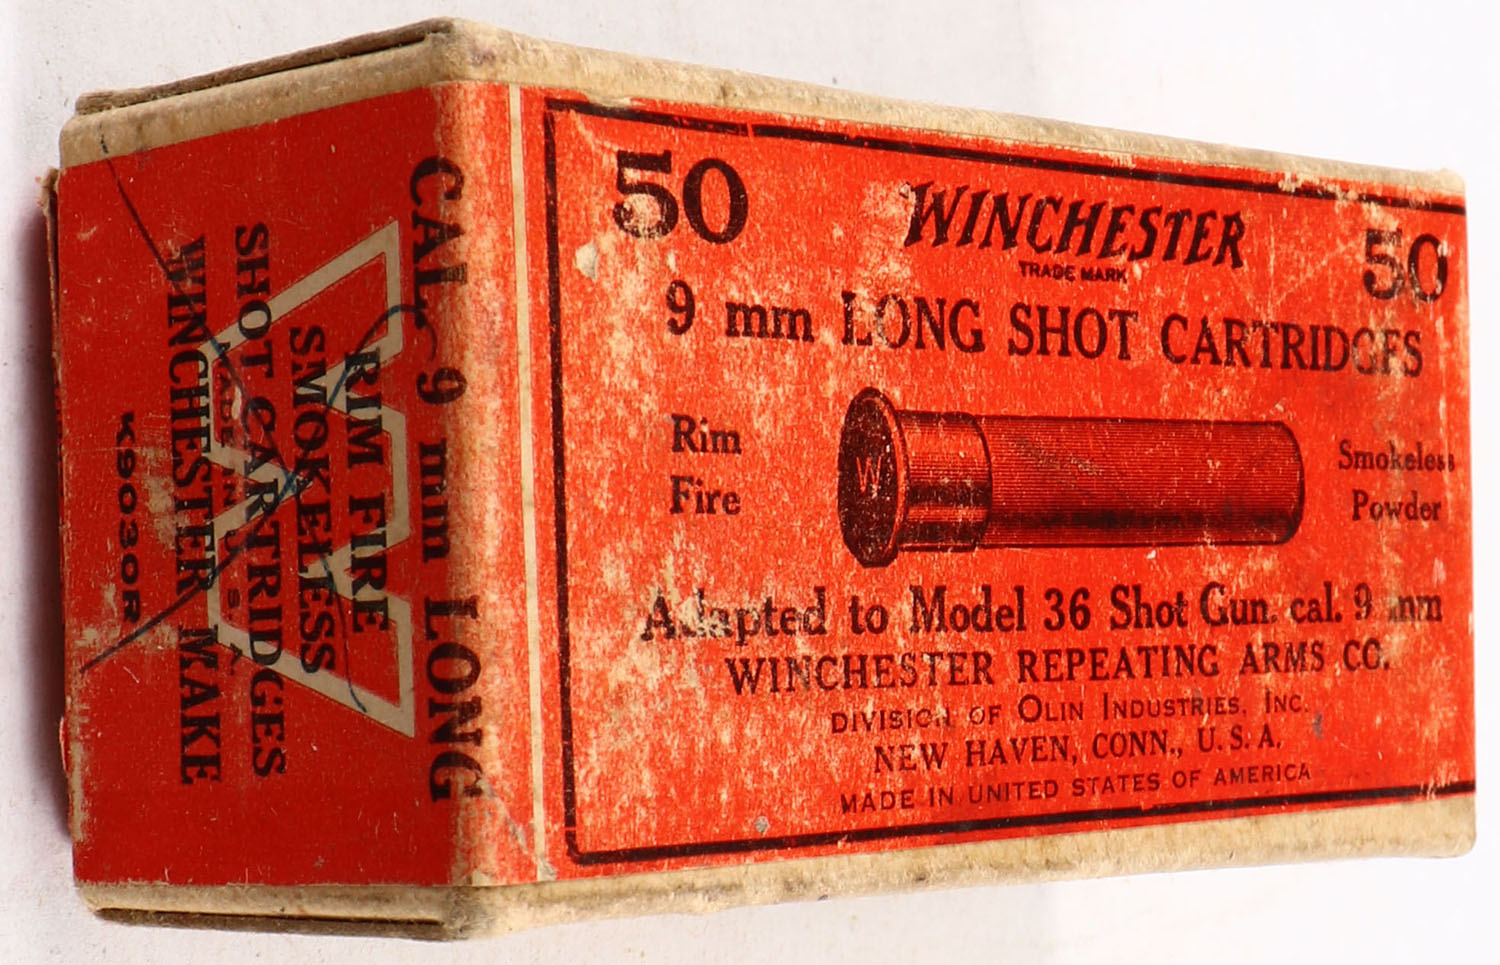 50 WINCHESTER 50
TRADE MARK
9 mm LONG SHOT CARTRIDGES
Rim Fire
Smokeless Powder
W
Adapted to Model 36 Shot Gun. cal. 9 mm
WINCHESTER REPEATING ARMS CO.
DIVISION OF OLIN INDUSTRIES, INC.
NEW HAVEN, CONN., U.S.A.
MADE IN UNITED STATES OF AMERICA
CAL. 9 mm LONG
RIM FIRE
SMOKELESS
SHOT CARTRIDGES
WINCHESTER MAKE
K9030R